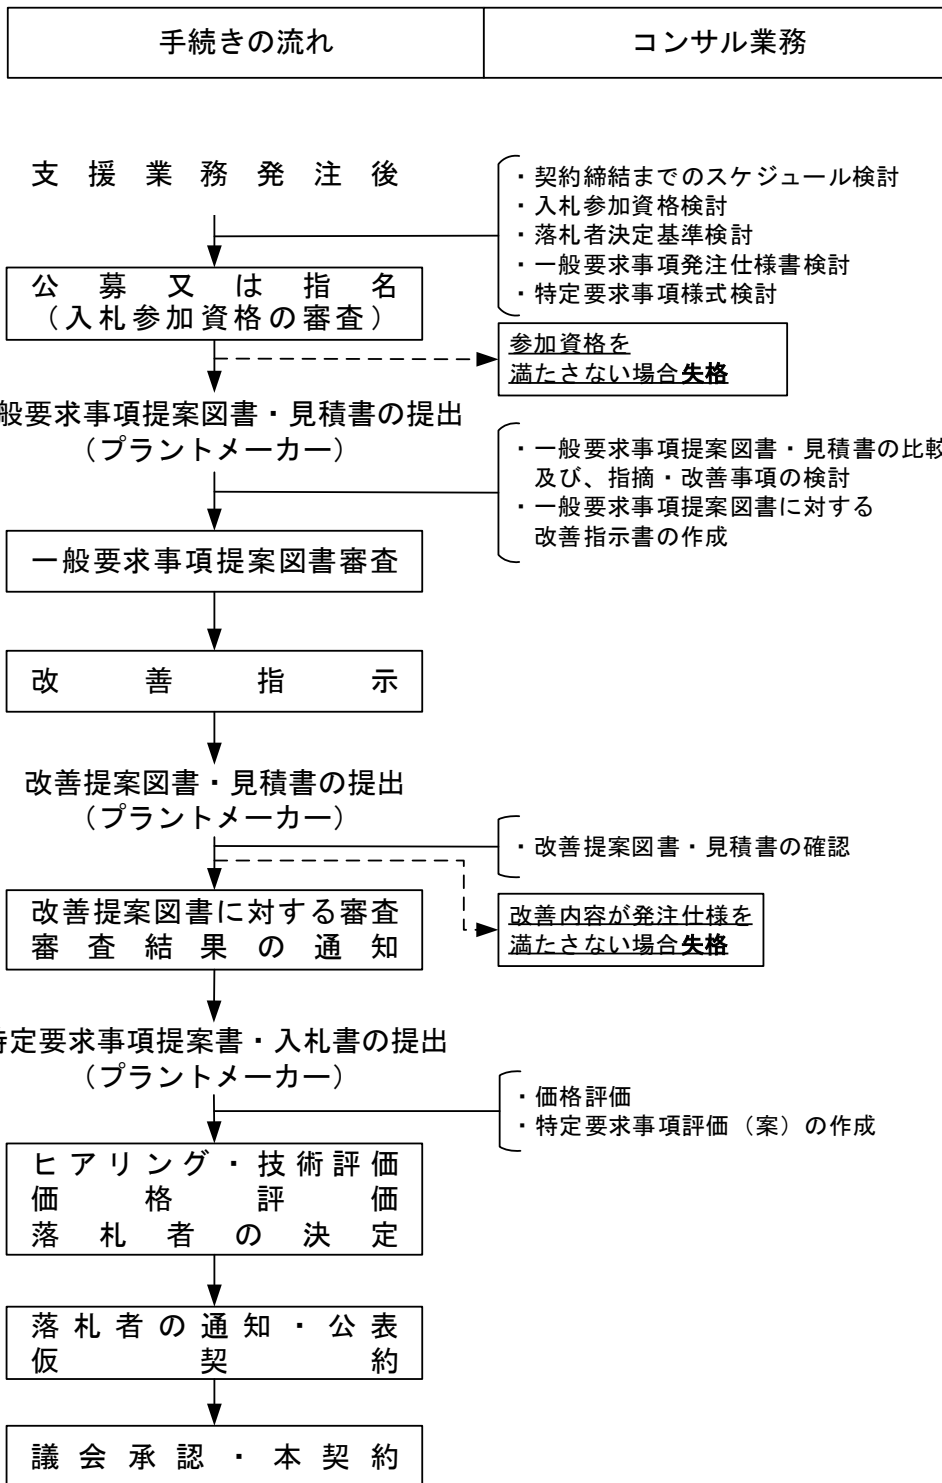 手続きの流れ
コンサル業務
支援業務発注後
・契約締結までのスケジュール検討
・入札参加資格検討
・落札者決定基準検討
・一般要求事項発注仕様書検討
・特定要求事項様式検討
公募又は指名
(入札参加資格の審査)
参加資格を
満たさない場合失格
般要求事項提案図書・見積書の提出
(プラントメーカー)
・一般要求事項提案図書・見積書の比較
及び、指摘・改善事項の検討
・一般要求事項提案図書に対する
改善指示書の作成
一般要求事項提案図書審査
改善指示
改善提案図書・見積書の提出
(プラントメーカー)
・改善提案図書・見積書の確認
改善提案図書に対する審査
審査結果の通知
改善内容が発注仕様を
満たさない場合失格
特定要求事項提案書・入札書の提出
(プラントメーカー)
・価格評価
・特定要求事項評価(案)の作成
ヒアリング・技術評価
価格評価
落札者の決定
落札者の通知・公表
仮契約
議会承認・本契約